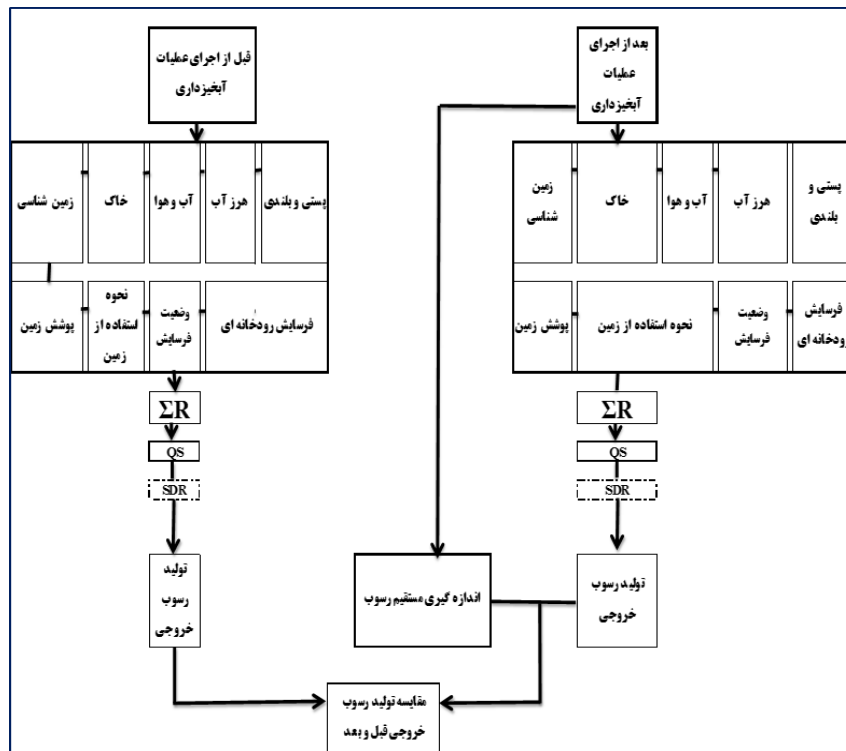 بعد از اجرای
عملیات
آبخیزداری
قبل از اجرای عملیات
آبخیزداری
پستی و
بلندی
هرز آب
آب و هوا
خاک
زمین
شناسی
پستی و بلندی
هرز آب
آب و هوا
خاک
زمین شناسی
فرسایش
رودخانه ای
وضعیت
فرسایش
نحوه استفاده از زمین
پوشش زمین
فرسایش رودخانه ای
وضعیت
فرسایش
نحوه
استفاده از
زمین
پوشش زمین
ΣR
ΣR
QS
QS
SDR
SDR
تولید رسوب
خروجی
اندازه گیری مستقیم رسوب
تولید
رسوب
خروجی
مقایسه تولید رسوب
خروجی قبل و بعد